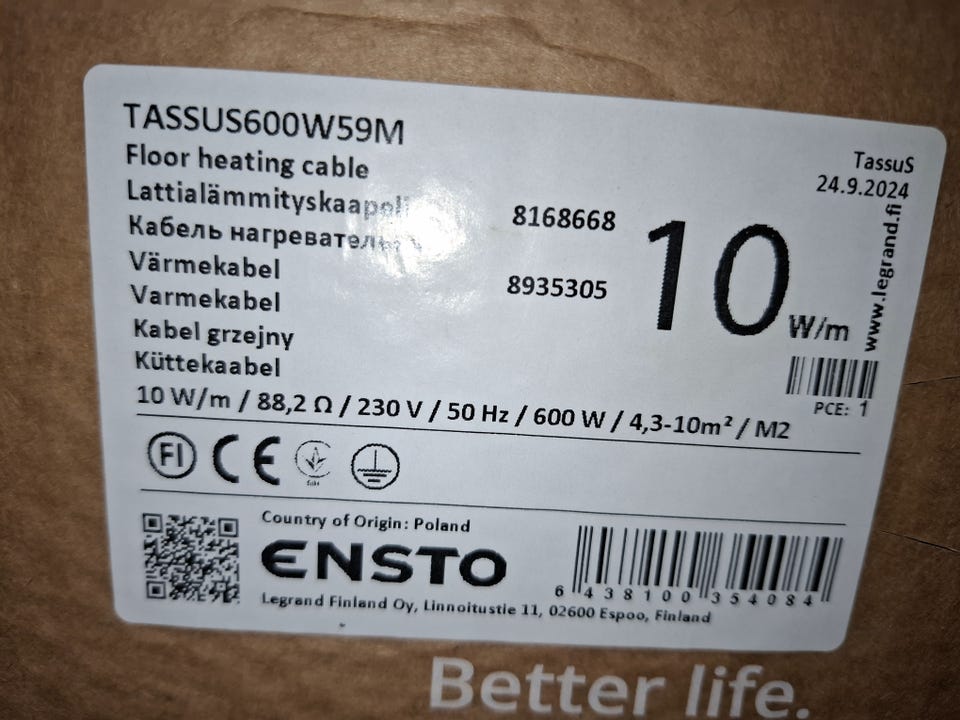 TASSUS600W59M
Floor heating cable
TassuS
24.9.2024
Lattialämmityskaapeli 8168668
Кабель
Värmekabel 8935305
Varmekabel
Kabel grzejny
Küttekaabel
10 W/m
www.legrand.fi
PCE: 1
10 W/m / 88,2 Ω / 230 V / 50 Hz / 600 W / 4,3-10m² / M2
FI CE
Country of Origin: Poland
ENSTO
Legrand Finland Oy, Linnoitustie 11, 02600 Espoo, Finland
6 438100 354084
Better life.